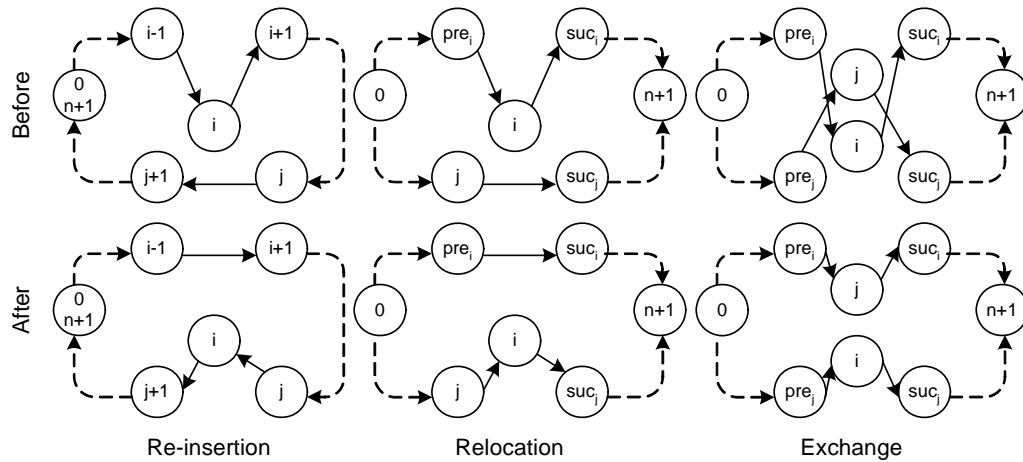 Before
i-1
i+1
0
n+1
i
j+1
j
pre_i
suc_i
0
n+1
i
j
suc_j
pre_i
suc_i
j
0
n+1
i
pre_j
suc_j
After
i-1
i+1
0
n+1
i
j+1
j
pre_i
suc_i
0
n+1
i
j
suc_j
pre_i
suc_i
j
0
n+1
i
pre_j
suc_j
Re-insertion
Relocation
Exchange